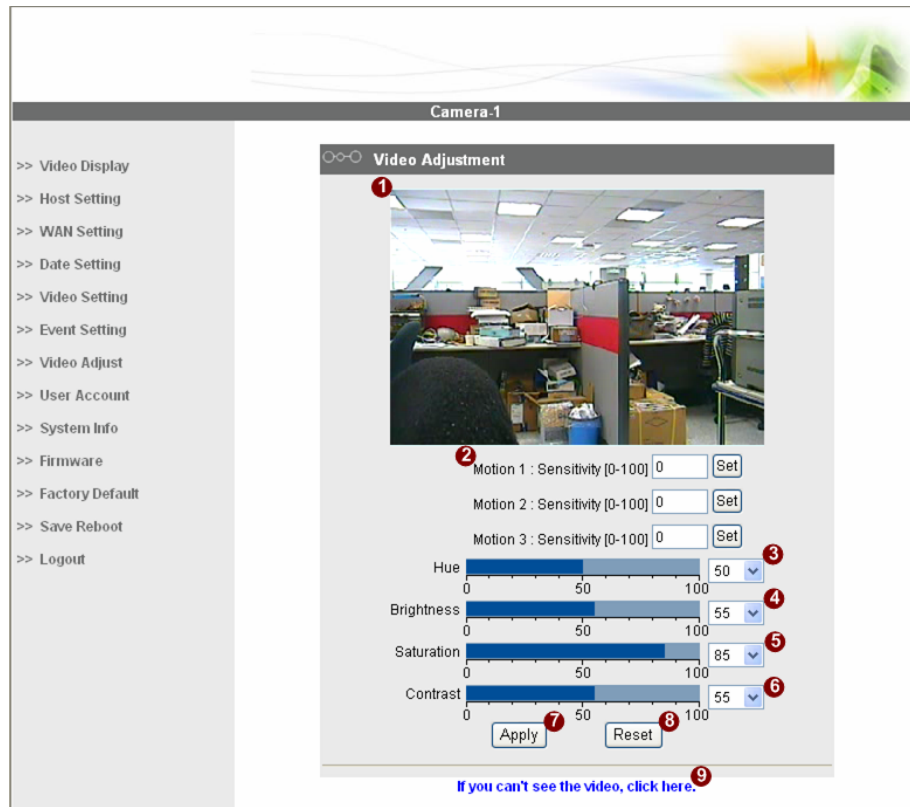 Camera-1
>> Video Display
>> Host Setting
>> WAN Setting
>> Date Setting
>> Video Setting
>> Event Setting
>> Video Adjust
>> User Account
>> System Info
>> Firmware
>> Factory Default
>> Save Reboot
>> Logout
Video Adjustment
1
2
Motion 1 : Sensitivity [0-100] 0 Set
Motion 2 : Sensitivity [0-100] 0 Set
Motion 3 : Sensitivity [0-100] 0 Set
Hue 50 3
0 50 100
Brightness 55 4
0 50 100
Saturation 85 5
0 50 100
Contrast 55 6
0 50 100
Apply 7 Reset 8
If you can't see the video, click here. 9